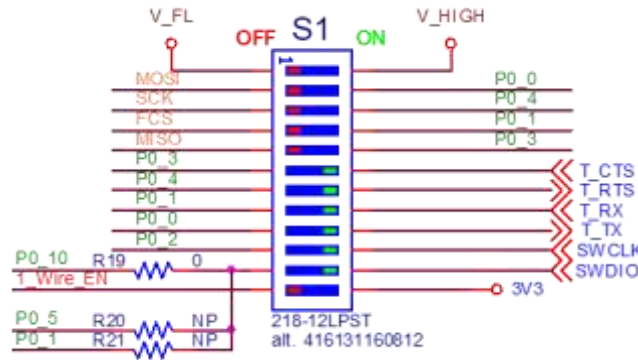 V_FL
V_HIGH
OFF
S1
ON
1
MOSI
P0_0
SCK
P0_4
FCS
P0_1
MISO
P0_3
P0_3
T_CTS
P0_4
T_RTS
P0_1
T_RX
P0_0
T_TX
P0_2
SWCLK
P0_10
R19
0
SWDIO
1_Wire_EN
3V3
P0_5
R20
NP
218-12LPST
P0_1
R21
NP
alt. 416131160812